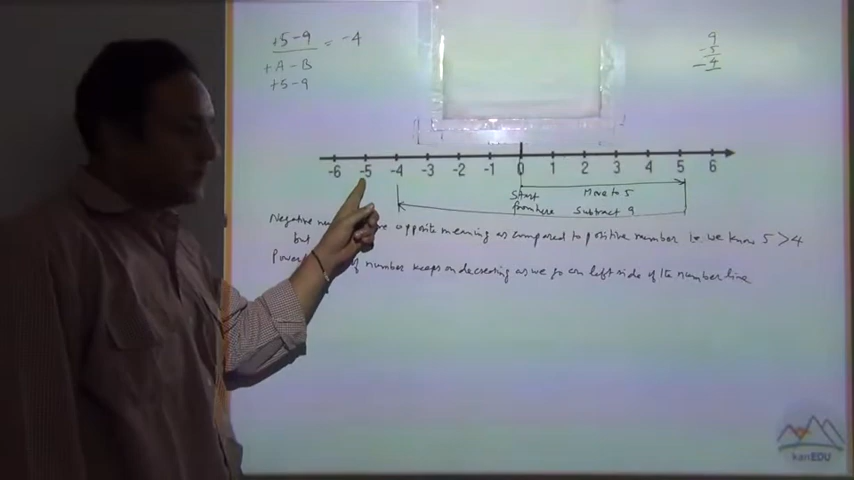 +5-9 = -4
+A-B
+5-9
9
-5
-4
-6 -5 -4 -3 -2 -1 0 1 2 3 4 5 6
Start from here
Move to 5
Subtract 9
Negative opposite meaning as compared to positive number i.e we know 5 > 4
but
Power of number keeps on decreasing as we go on left side of the number line
kanEDU